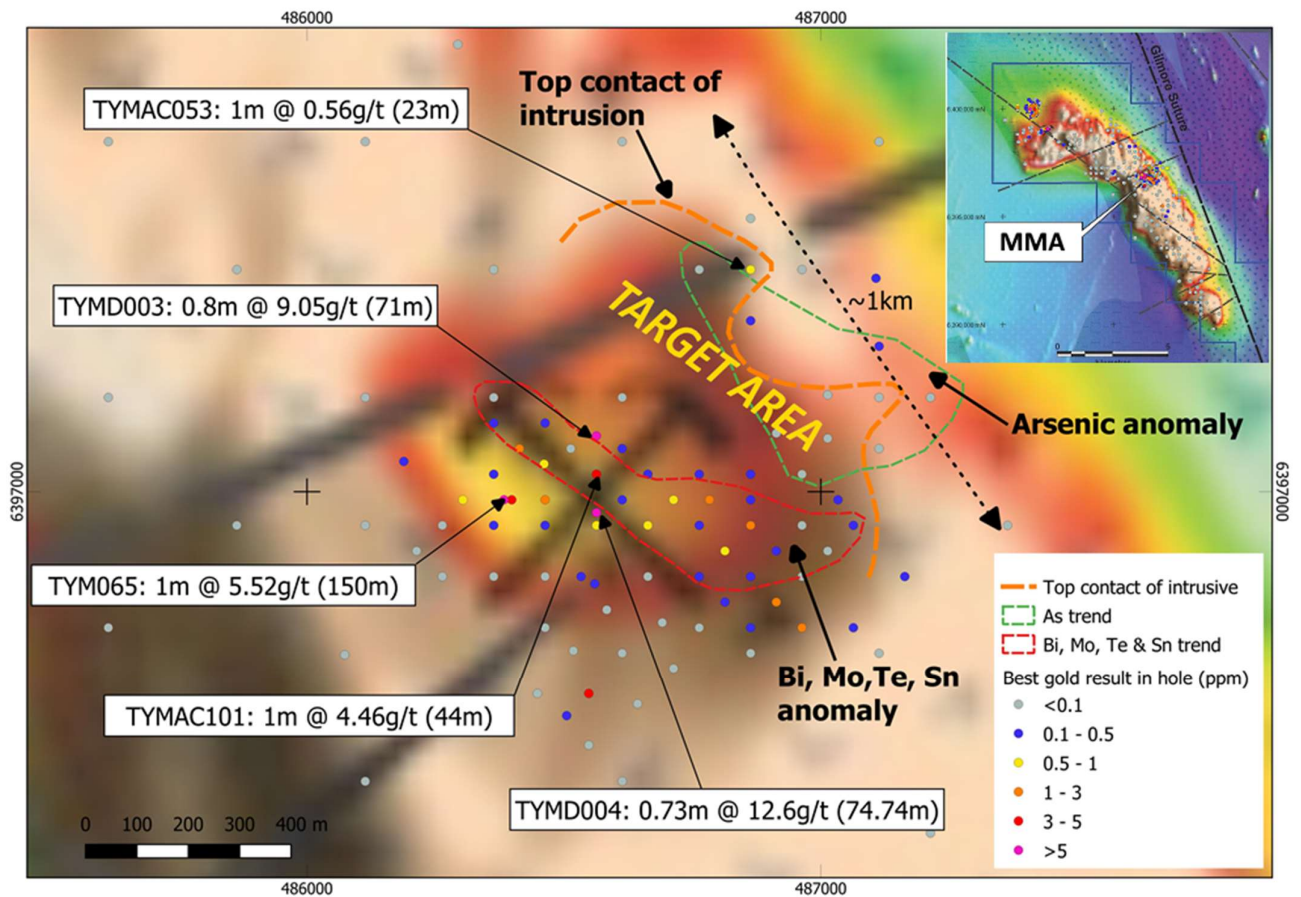 486000
487000
Top contact of
intrusion
TYMAC053: 1m @ 0.56g/t (23m)
Gilmore Suture
MMA
~1km
TYMD003: 0.8m @ 9.05g/t (71m)
TARGET AREA
Arsenic anomaly
6397000
6397000
TYM065: 1m @ 5.52g/t (150m)
Bi, Mo,Te, Sn
anomaly
TYMAC101: 1m @ 4.46g/t (44m)
TYMD004: 0.73m @ 12.6g/t (74.74m)
0 100 200 300 400 m
Top contact of intrusive
As trend
Bi, Mo, Te & Sn trend
Best gold result in hole (ppm)
<0.1
0.1 - 0.5
0.5 - 1
1 - 3
3 - 5
>5
486000
487000